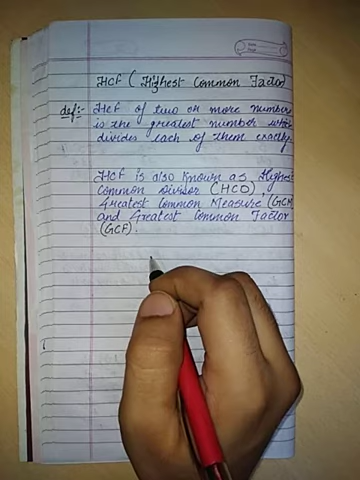 HCF (Highest Common Factor)
def:- HCF of two or more number
is the greatest number which
divides each of them exactly.
HCF is also known as Highest
Common Divisor (HCD),
Greatest Common Measure (GCM)
and Greatest Common Factor
(GCF).